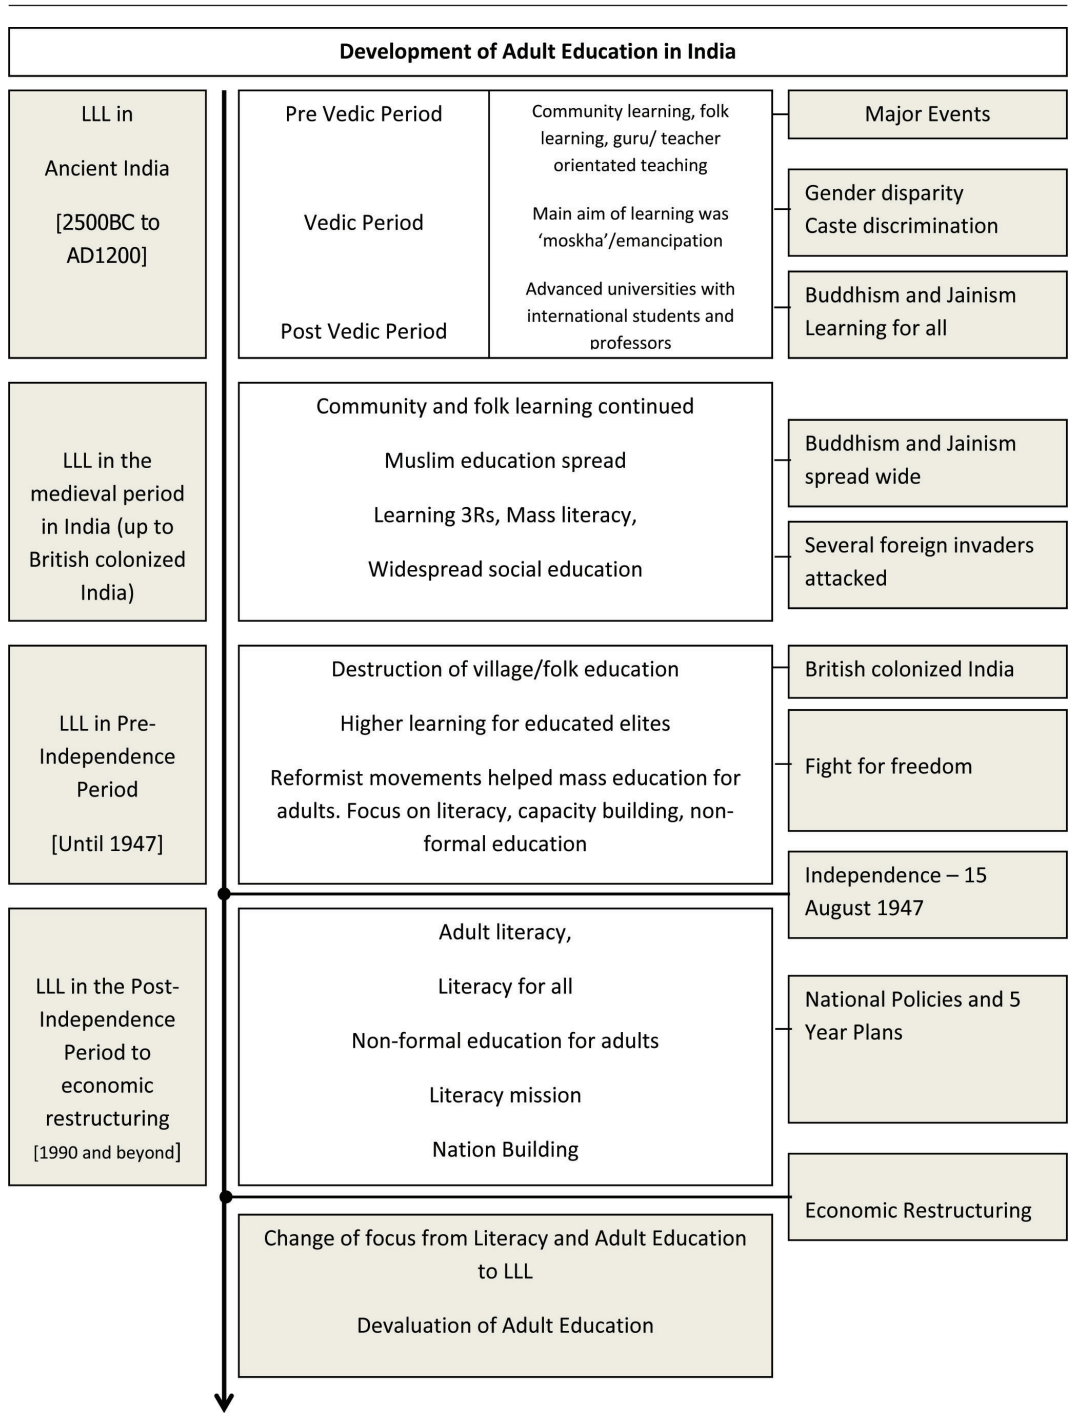 Development of Adult Education in India
LLL in
Ancient India
[2500BC to
AD1200]
Pre Vedic Period
Vedic Period
Post Vedic Period
Community learning, folk
learning, guru/ teacher
orientated teaching
Main aim of learning was
‘moskha’/emancipation
Advanced universities with
international students and
professors
Major Events
Gender disparity
Caste discrimination
Buddhism and Jainism
Learning for all
LLL in the
medieval period
in India (up to
British colonized
India)
Community and folk learning continued
Muslim education spread
Learning 3Rs, Mass literacy,
Widespread social education
Buddhism and Jainism
spread wide
Several foreign invaders
attacked
LLL in Pre-
Independence
Period
[Until 1947]
Destruction of village/folk education
Higher learning for educated elites
Reformist movements helped mass education for
adults. Focus on literacy, capacity building, non-
formal education
British colonized India
Fight for freedom
Independence – 15
August 1947
LLL in the Post-
Independence
Period to
economic
restructuring
[1990 and beyond]
Adult literacy,
Literacy for all
Non-formal education for adults
Literacy mission
Nation Building
National Policies and 5
Year Plans
Economic Restructuring
Change of focus from Literacy and Adult Education
to LLL
Devaluation of Adult Education